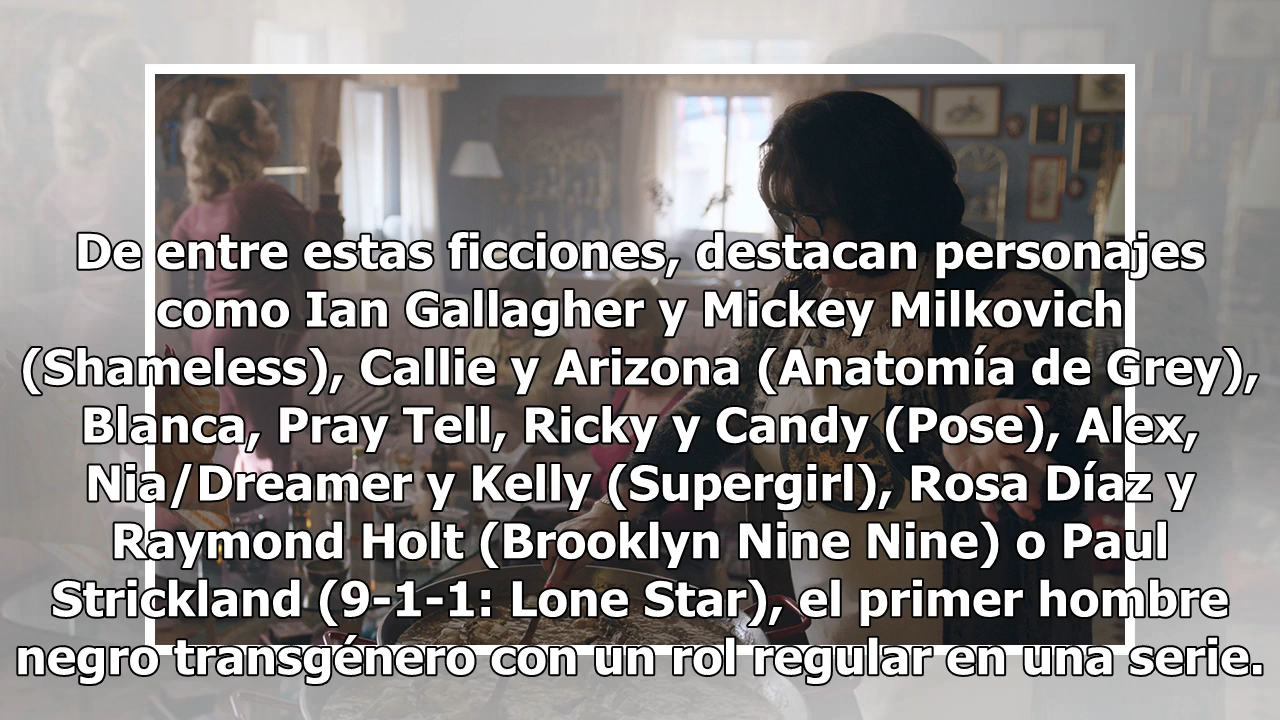 De entre estas ficciones, destacan personajes
como Ian Gallagher y Mickey Milkovich
(Shameless), Callie y Arizona (Anatomía de Grey),
Blanca, Pray Tell, Ricky y Candy (Pose), Alex,
Nia/Dreamer y Kelly (Supergirl), Rosa Díaz y
Raymond Holt (Brooklyn Nine Nine) o Paul
Strickland (9-1-1: Lone Star), el primer hombre
negro transgénero con un rol regular en una serie.